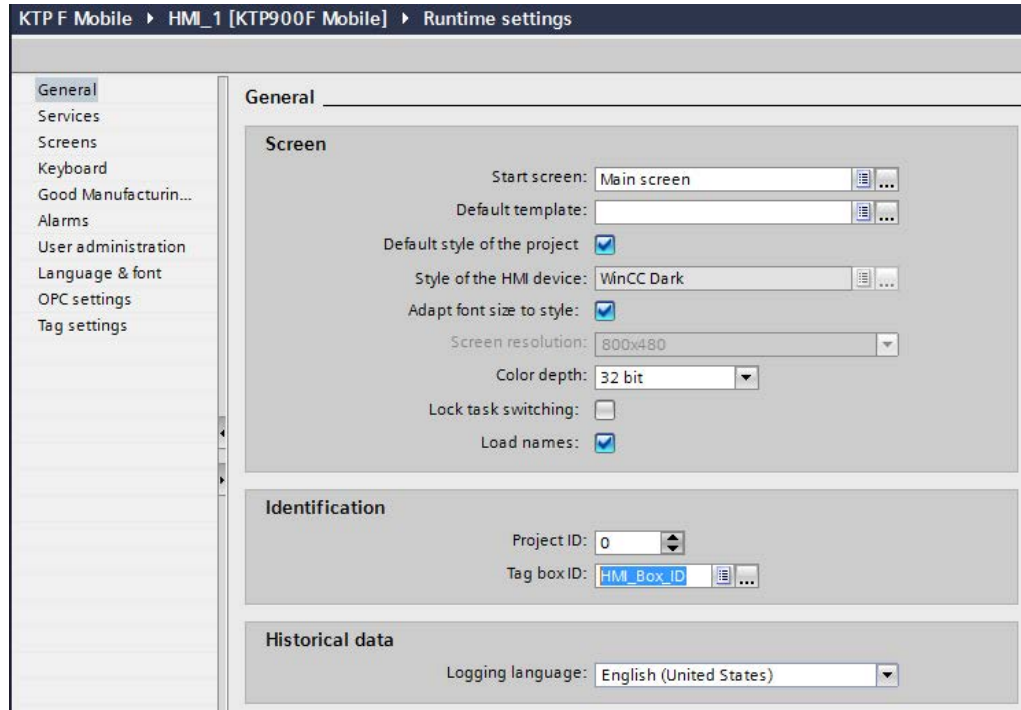 KTP F Mobile ▸ HMI_1 [KTP900F Mobile] ▸ Runtime settings
General
Services
Screens
Keyboard
Good Manufacturin...
Alarms
User administration
Language & font
OPC settings
Tag settings
General
Screen
Start screen: Main screen
Default template:
Default style of the project
Style of the HMI device: WinCC Dark
Adapt font size to style:
Screen resolution: 800x480
Color depth: 32 bit
Lock task switching:
Load names:
Identification
Project ID: 0
Tag box ID: HMI_Box_ID
Historical data
Logging language: English (United States)